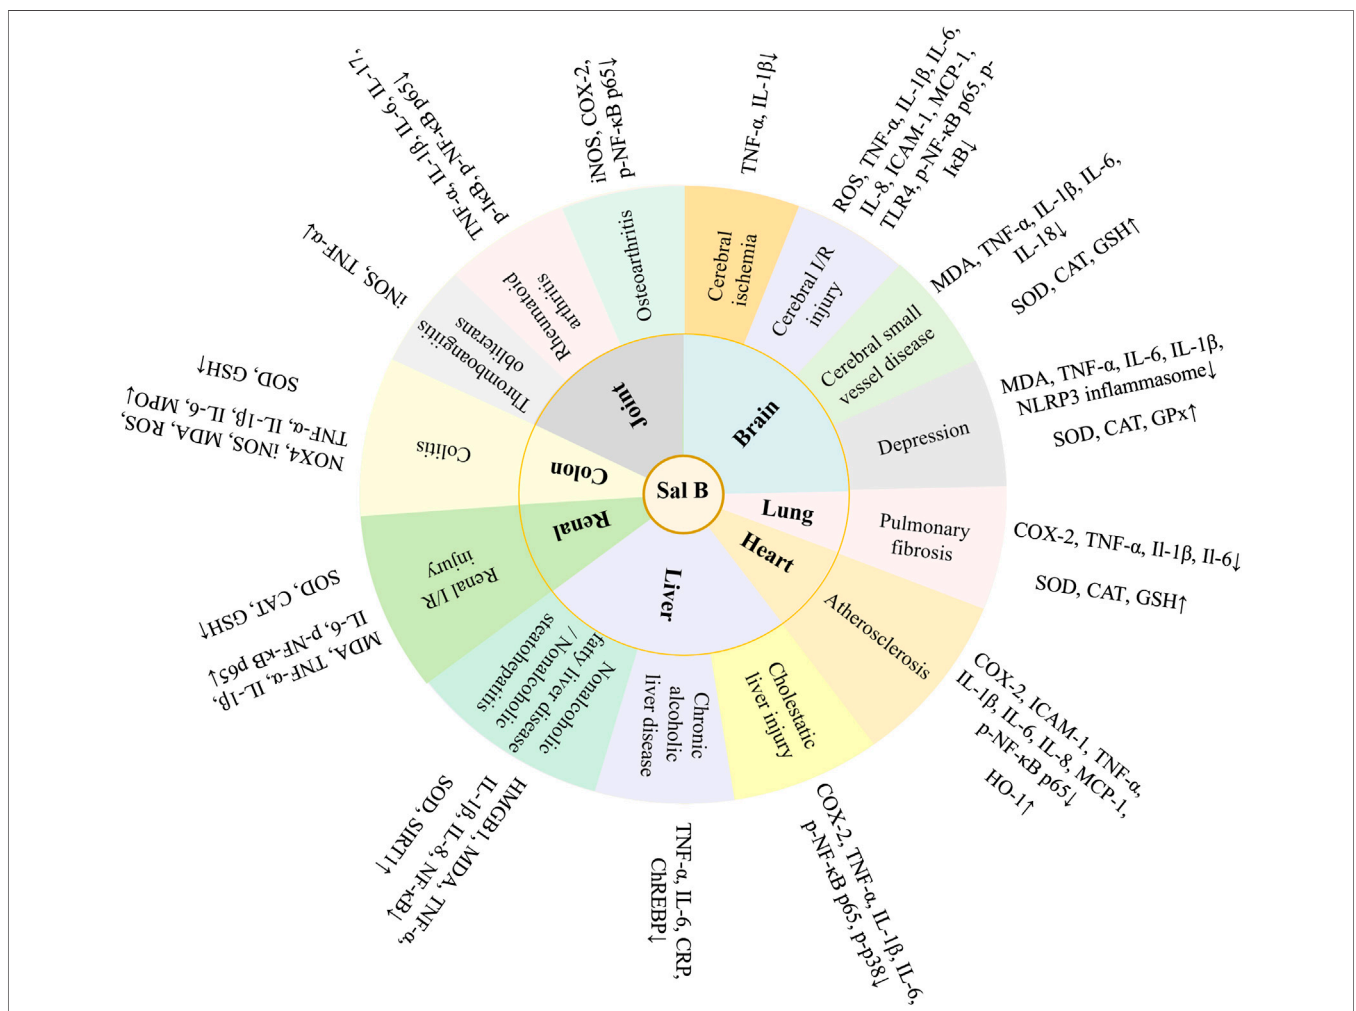 Sal B
Brain
Cerebral
ischemia
TNF-α, IL-1β↓
Cerebral I/R
injury
ROS, TNF-α, IL-1β, IL-6,
IL-8, ICAM-1, MCP-1,
TLR4, p-NF-κB p65, p-
IκB↓
Cerebral small
vessel disease
MDA, TNF-α, IL-1β, IL-6,
IL-18↓
SOD, CAT, GSH↑
Depression
MDA, TNF-α, IL-6, IL-1β,
NLRP3 inflammasome↓
SOD, CAT, GPx↑
Lung
Pulmonary
fibrosis
COX-2, TNF-α, Il-1β, Il-6↓
SOD, CAT, GSH↑
Heart
Atherosclerosis
COX-2, ICAM-1, TNF-α,
IL-1β, IL-6, IL-8, MCP-1,
p-NF-κB p65↓
HO-1↑
Liver
Cholestatic
liver injury
COX-2, TNF-α, IL-1β, IL-6,
p-NF-κB p65, p-p38↓
Chronic
alcoholic
liver disease
TNF-α, IL-6, CRP,
ChREBP↓
Nonalcoholic
fatty liver disease
/ Nonalcoholic
steatohepatitis
HMGB1, MDA, TNF-α,
IL-1β, IL-8, NF-κB↓
SOD, SIRT1↑
Renal
Renal I/R
injury
MDA, TNF-α, IL-1β,
IL-6, p-NF-κB p65↓
SOD, CAT, GSH↑
Colon
Colitis
NOX4, iNOS, MDA, ROS,
TNF-α, IL-1β, IL-6, MPO↓
SOD, GSH↑
Joint
Thromboangiitis
obliterans
iNOS, TNF-α↓
Rheumatoid
arthritis
TNF-α, IL-1β, IL-6, IL-17,
p-IκB, p-NF-κB p65↓
Osteoarthritis
iNOS, COX-2,
p-NF-κB p65↓